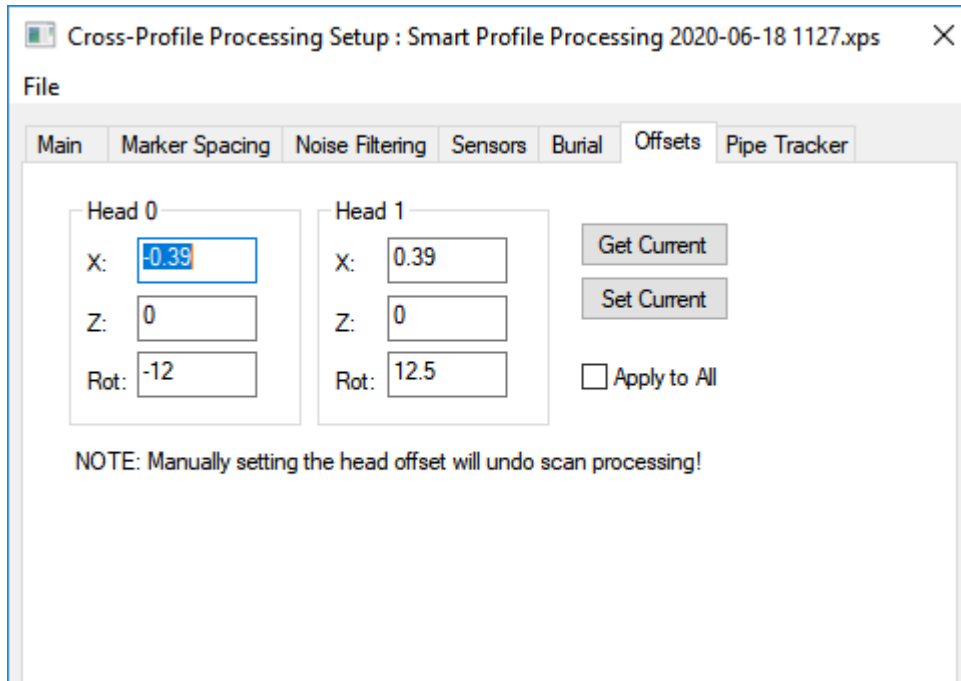 Cross-Profile Processing Setup : Smart Profile Processing 2020-06-18 1127.xps
File
Main Marker Spacing Noise Filtering Sensors Burial Offsets Pipe Tracker
Head 0 Head 1
X: -0.39 X: 0.39 Get Current
Z: 0 Z: 0 Set Current
Rot: -12 Rot: 12.5 Apply to All
NOTE: Manually setting the head offset will undo scan processing!